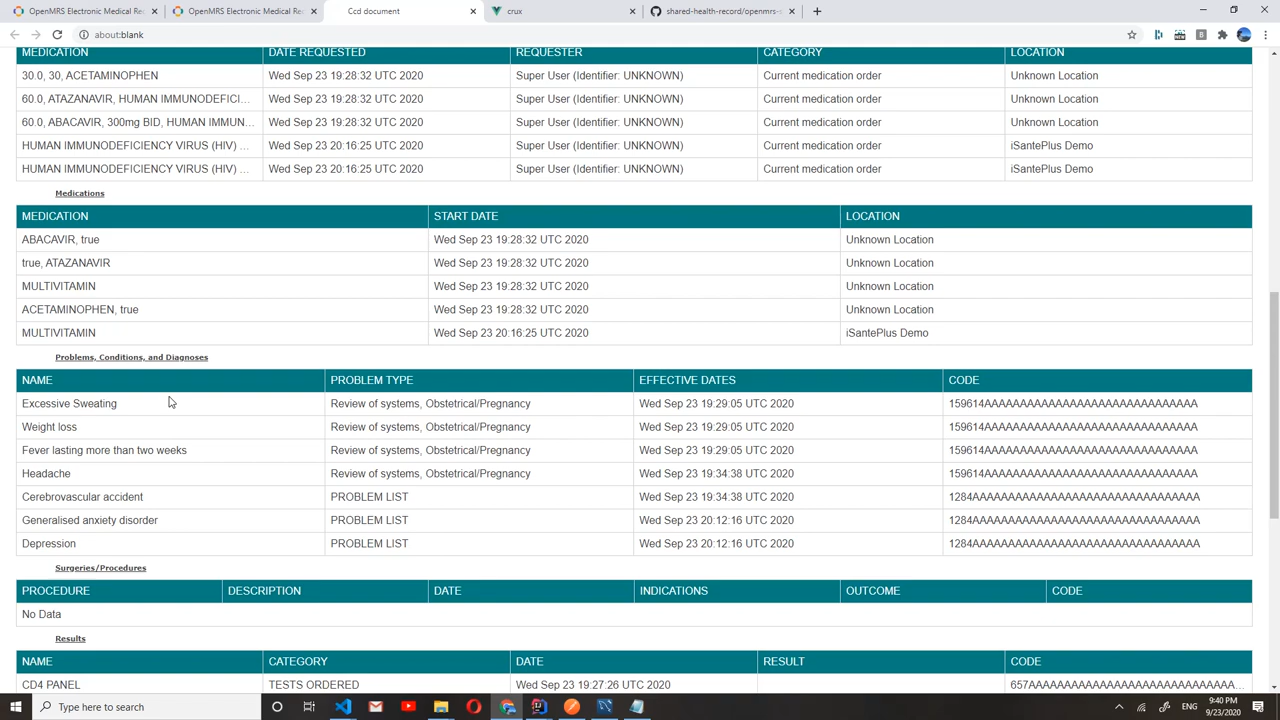 OpenMRS Electronic Medical Re
OpenMRS Electronic Medical Re
Ccd document
crux
shared-health-record/openmrs-
about:blank
MEDICATION DATE REQUESTED REQUESTER CATEGORY LOCATION
30.0, 30, ACETAMINOPHEN Wed Sep 23 19:28:32 UTC 2020 Super User (Identifier: UNKNOWN) Current medication order Unknown Location
60.0, ATAZANAVIR, HUMAN IMMUNODEFICI... Wed Sep 23 19:28:32 UTC 2020 Super User (Identifier: UNKNOWN) Current medication order Unknown Location
60.0, ABACAVIR, 300mg BID, HUMAN IMMUN... Wed Sep 23 19:28:32 UTC 2020 Super User (Identifier: UNKNOWN) Current medication order Unknown Location
HUMAN IMMUNODEFICIENCY VIRUS (HIV) ... Wed Sep 23 20:16:25 UTC 2020 Super User (Identifier: UNKNOWN) Current medication order iSantePlus Demo
HUMAN IMMUNODEFICIENCY VIRUS (HIV) ... Wed Sep 23 20:16:25 UTC 2020 Super User (Identifier: UNKNOWN) Current medication order iSantePlus Demo
Medications
MEDICATION START DATE LOCATION
ABACAVIR, true Wed Sep 23 19:28:32 UTC 2020 Unknown Location
true, ATAZANAVIR Wed Sep 23 19:28:32 UTC 2020 Unknown Location
MULTIVITAMIN Wed Sep 23 19:28:32 UTC 2020 Unknown Location
ACETAMINOPHEN, true Wed Sep 23 19:28:32 UTC 2020 Unknown Location
MULTIVITAMIN Wed Sep 23 20:16:25 UTC 2020 iSantePlus Demo
Problems, Conditions, and Diagnoses
NAME PROBLEM TYPE EFFECTIVE DATES CODE
Excessive Sweating Review of systems, Obstetrical/Pregnancy Wed Sep 23 19:29:05 UTC 2020 159614AAAAAAAAAAAAAAAAAAAAAAAAAAAAAA
Weight loss Review of systems, Obstetrical/Pregnancy Wed Sep 23 19:29:05 UTC 2020 159614AAAAAAAAAAAAAAAAAAAAAAAAAAAAAA
Fever lasting more than two weeks Review of systems, Obstetrical/Pregnancy Wed Sep 23 19:29:05 UTC 2020 159614AAAAAAAAAAAAAAAAAAAAAAAAAAAAAA
Headache Review of systems, Obstetrical/Pregnancy Wed Sep 23 19:34:38 UTC 2020 159614AAAAAAAAAAAAAAAAAAAAAAAAAAAAAA
Cerebrovascular accident PROBLEM LIST Wed Sep 23 19:34:38 UTC 2020 1284AAAAAAAAAAAAAAAAAAAAAAAAAAAAAAAA
Generalised anxiety disorder PROBLEM LIST Wed Sep 23 20:12:16 UTC 2020 1284AAAAAAAAAAAAAAAAAAAAAAAAAAAAAAAA
Depression PROBLEM LIST Wed Sep 23 20:12:16 UTC 2020 1284AAAAAAAAAAAAAAAAAAAAAAAAAAAAAAAA
Surgeries/Procedures
PROCEDURE DESCRIPTION DATE INDICATIONS OUTCOME CODE
No Data
Results
NAME CATEGORY DATE RESULT CODE
CD4 PANEL TESTS ORDERED Wed Sep 23 19:27:26 UTC 2020 657AAAAAAAAAAAAAAAAAAAAAAAAAAA...
Type here to search
ENG
9:40 PM
9/23/2020